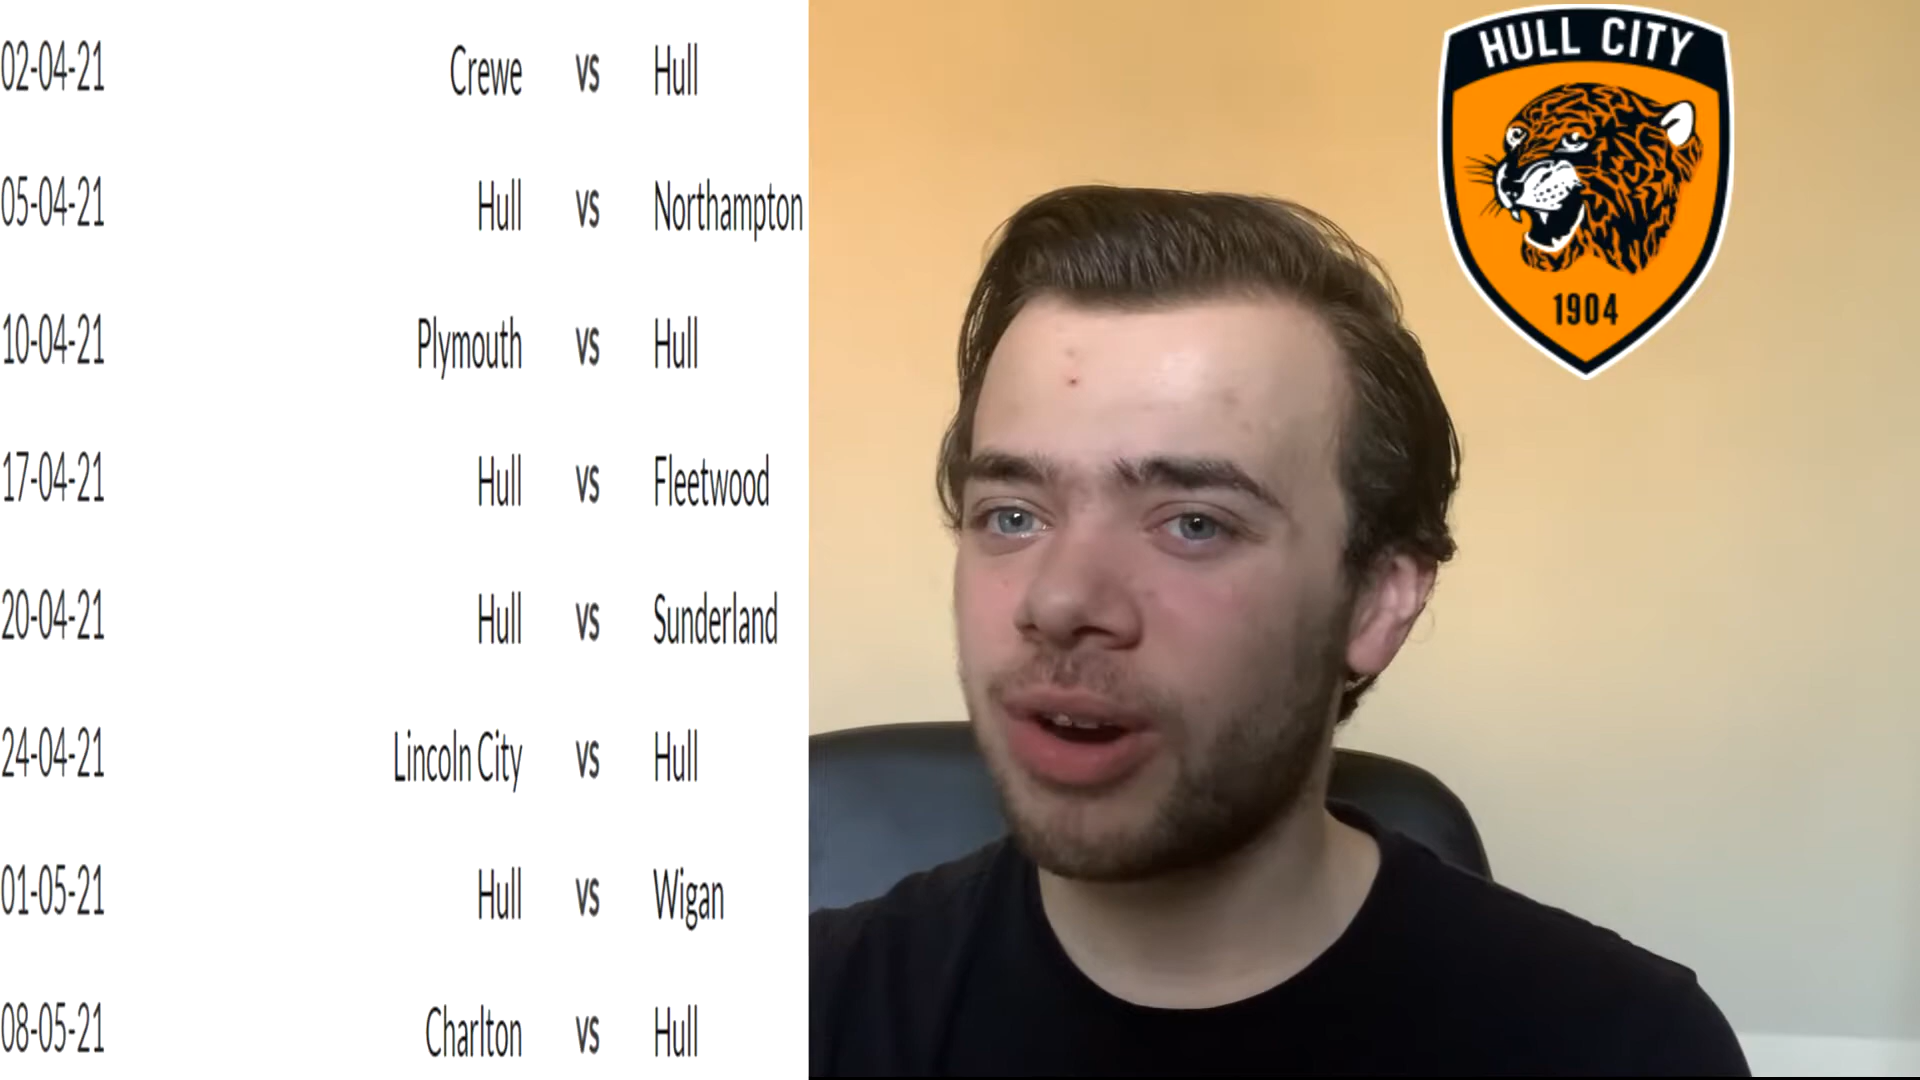 02-04-21 Crewe vs Hull
05-04-21 Hull vs Northampton
10-04-21 Plymouth vs Hull
17-04-21 Hull vs Fleetwood
20-04-21 Hull vs Sunderland
24-04-21 Lincoln City vs Hull
01-05-21 Hull vs Wigan
08-05-21 Charlton vs Hull
HULL CITY
1904